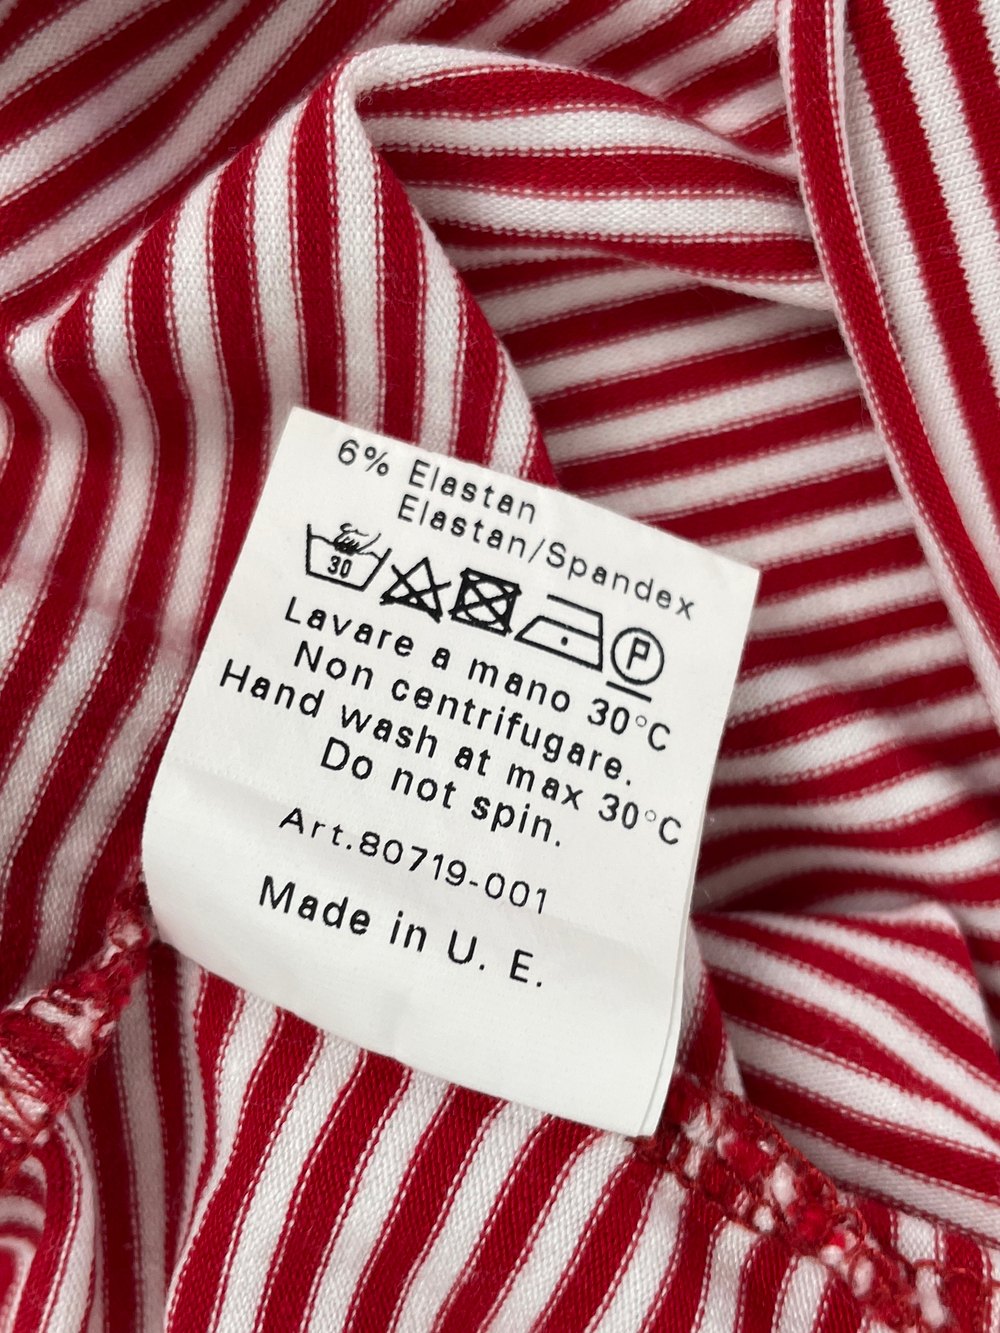 6% Elastan
Elastan/Spandex
30
P
Lavare a mano 30°C
Non centrifugare.
Hand wash at max 30°C
Do not spin.
Art.80719-001
Made in U. E.